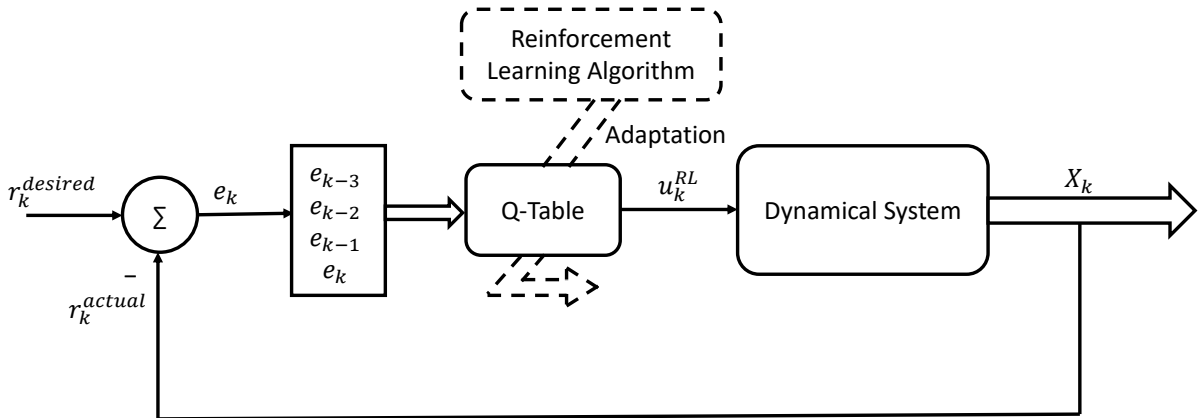 Reinforcement
Learning Algorithm
Adaptation
r_k^{desired}
Σ
e_k
e_{k-3}
e_{k-2}
e_{k-1}
e_k
Q-Table
u_k^{RL}
Dynamical System
X_k
−
r_k^{actual}